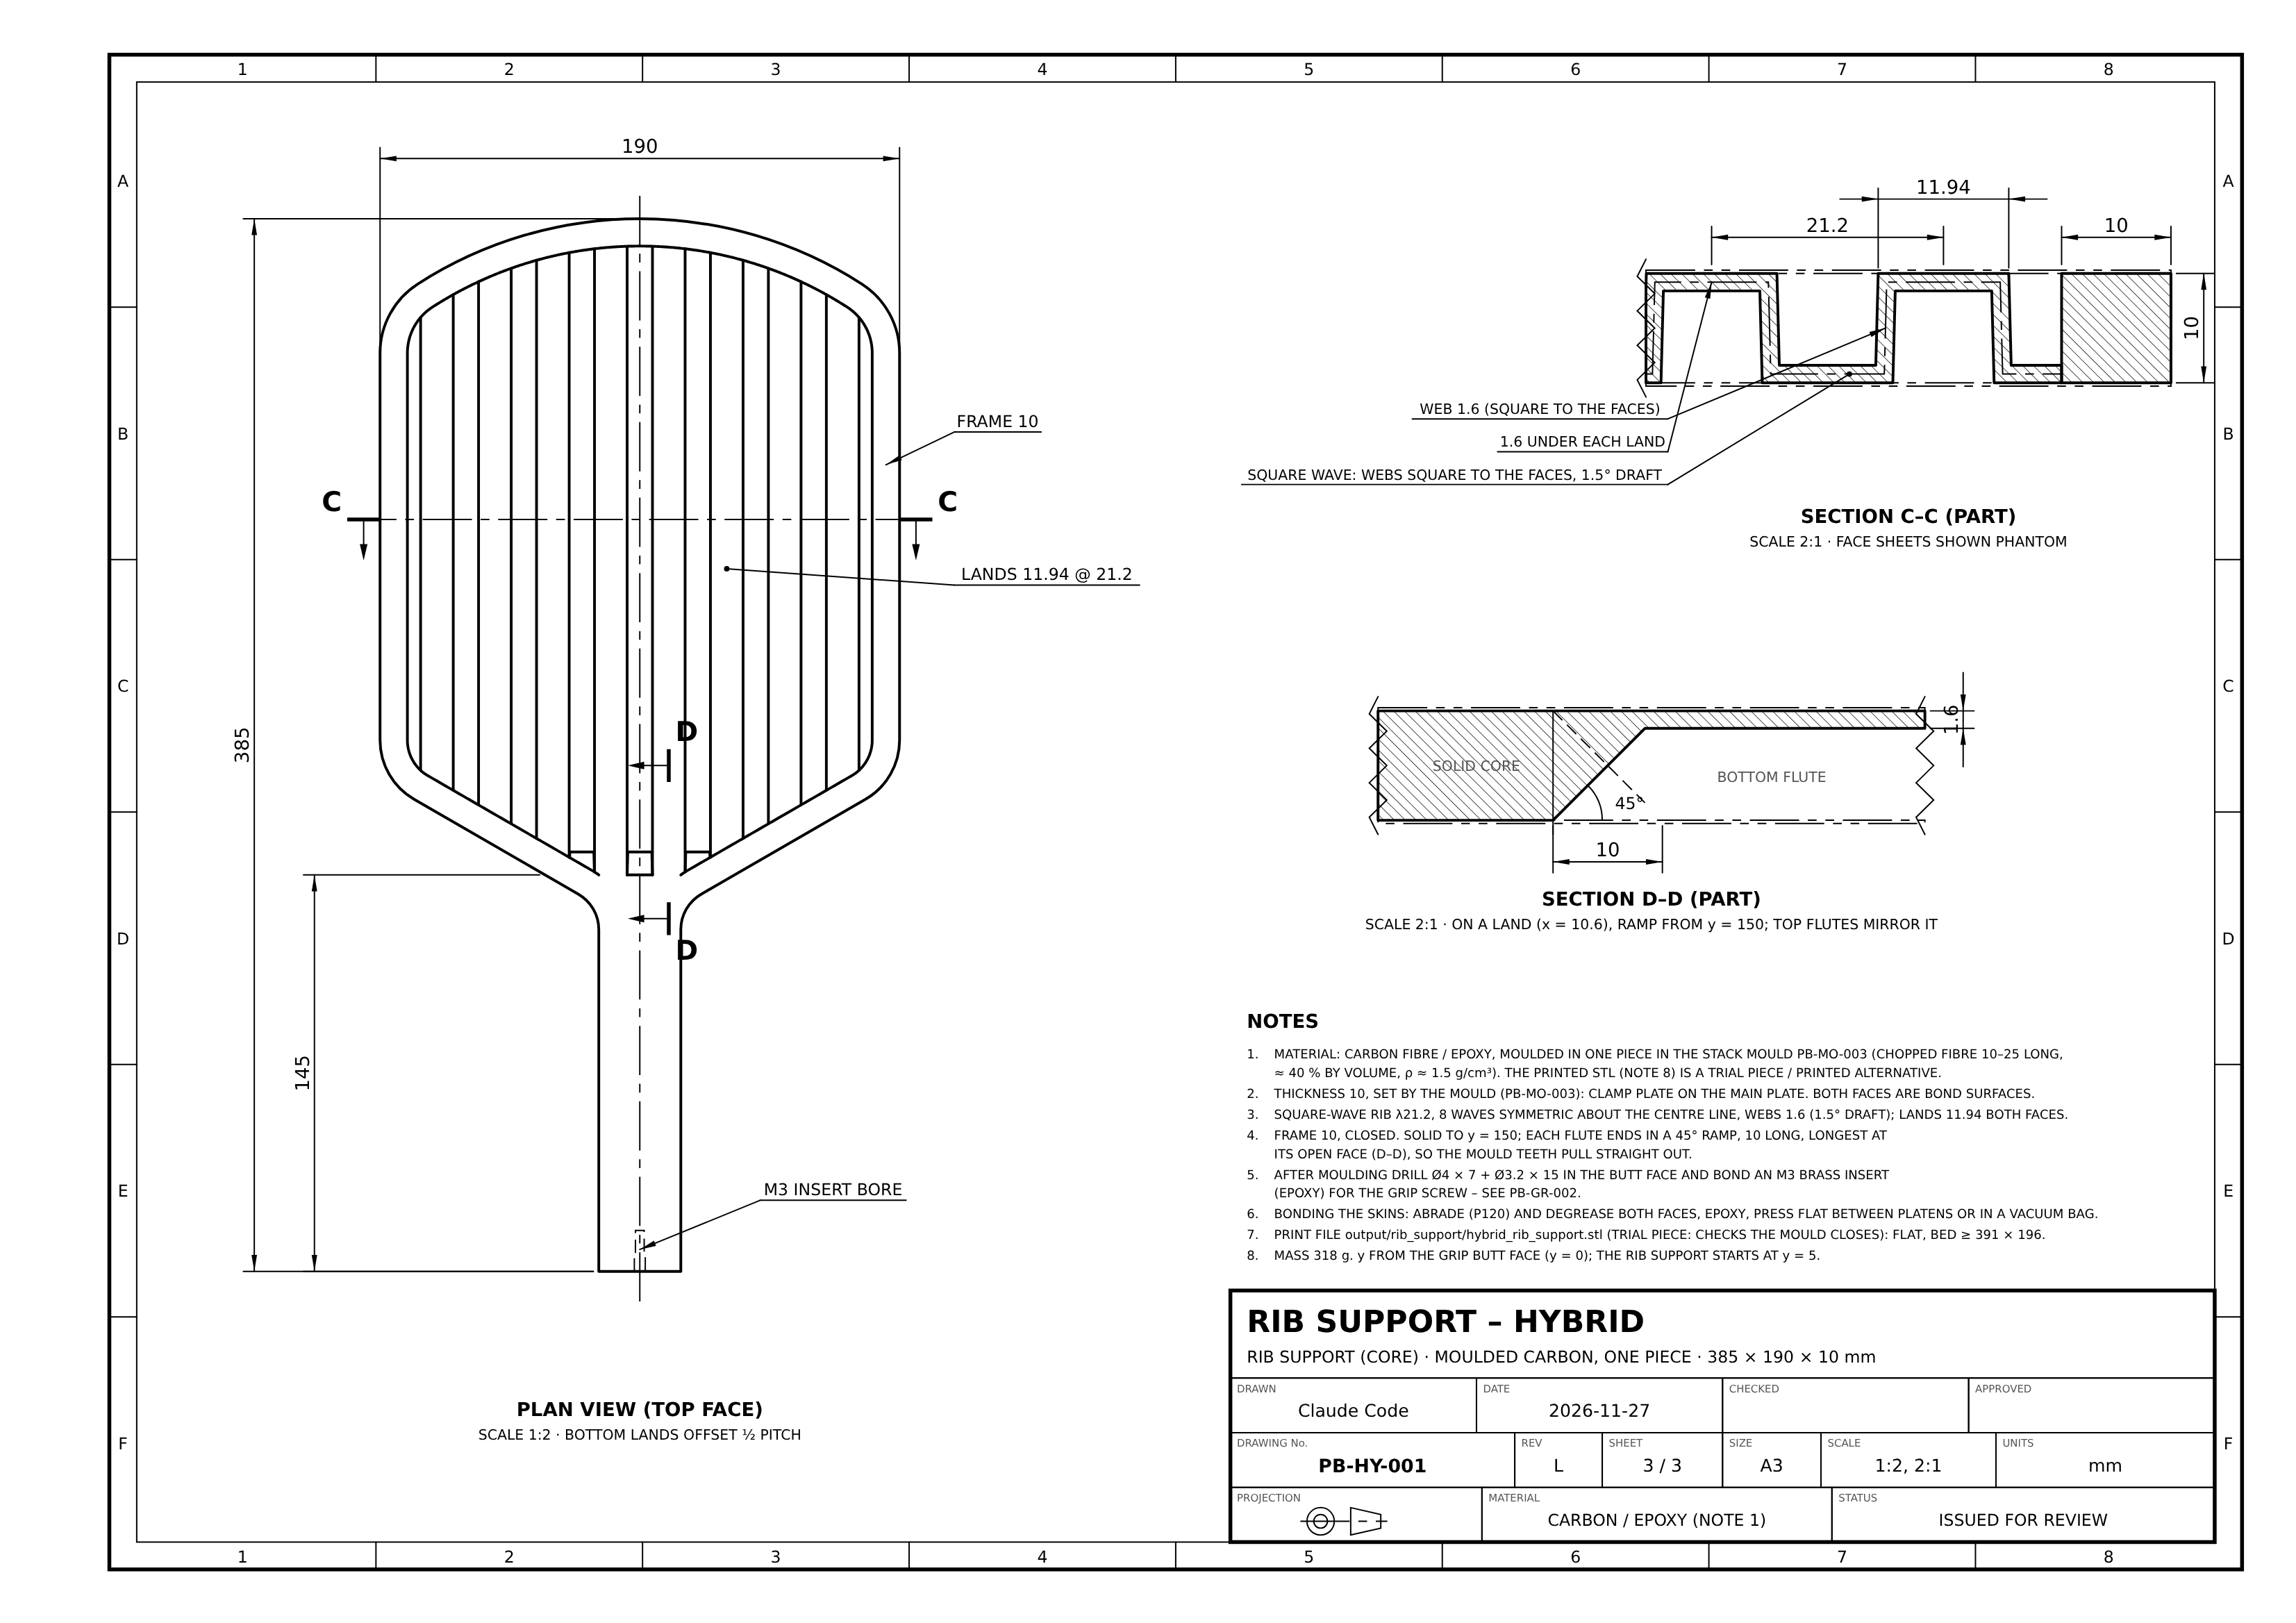 1 2 3 4 5 6 7 8
A
A
B
B
C
C
D
D
E
E
F
F
190
385
145
FRAME 10
C
C
LANDS 11.94 @ 21.2
D
D
M3 INSERT BORE
PLAN VIEW (TOP FACE)
SCALE 1:2 · BOTTOM LANDS OFFSET ½ PITCH
11.94
21.2
10
10
WEB 1.6 (SQUARE TO THE FACES)
1.6 UNDER EACH LAND
SQUARE WAVE: WEBS SQUARE TO THE FACES, 1.5° DRAFT
SECTION C–C (PART)
SCALE 2:1 · FACE SHEETS SHOWN PHANTOM
1.6
SOLID CORE
BOTTOM FLUTE
45°
10
SECTION D–D (PART)
SCALE 2:1 · ON A LAND (x = 10.6), RAMP FROM y = 150; TOP FLUTES MIRROR IT
NOTES
1. MATERIAL: CARBON FIBRE / EPOXY, MOULDED IN ONE PIECE IN THE STACK MOULD PB-MO-003 (CHOPPED FIBRE 10–25 LONG,
≈ 40 % BY VOLUME, ρ ≈ 1.5 g/cm³). THE PRINTED STL (NOTE 8) IS A TRIAL PIECE / PRINTED ALTERNATIVE.
2. THICKNESS 10, SET BY THE MOULD (PB-MO-003): CLAMP PLATE ON THE MAIN PLATE. BOTH FACES ARE BOND SURFACES.
3. SQUARE-WAVE RIB λ21.2, 8 WAVES SYMMETRIC ABOUT THE CENTRE LINE, WEBS 1.6 (1.5° DRAFT); LANDS 11.94 BOTH FACES.
4. FRAME 10, CLOSED. SOLID TO y = 150; EACH FLUTE ENDS IN A 45° RAMP, 10 LONG, LONGEST AT
ITS OPEN FACE (D–D), SO THE MOULD TEETH PULL STRAIGHT OUT.
5. AFTER MOULDING DRILL Ø4 × 7 + Ø3.2 × 15 IN THE BUTT FACE AND BOND AN M3 BRASS INSERT
(EPOXY) FOR THE GRIP SCREW – SEE PB-GR-002.
6. BONDING THE SKINS: ABRADE (P120) AND DEGREASE BOTH FACES, EPOXY, PRESS FLAT BETWEEN PLATENS OR IN A VACUUM BAG.
7. PRINT FILE output/rib_support/hybrid_rib_support.stl (TRIAL PIECE: CHECKS THE MOULD CLOSES): FLAT, BED ≥ 391 × 196.
8. MASS 318 g. y FROM THE GRIP BUTT FACE (y = 0); THE RIB SUPPORT STARTS AT y = 5.
RIB SUPPORT – HYBRID
RIB SUPPORT (CORE) · MOULDED CARBON, ONE PIECE · 385 × 190 × 10 mm
DRAWN DATE CHECKED APPROVED
Claude Code 2026-11-27
DRAWING No. REV SHEET SIZE SCALE UNITS
PB-HY-001 L 3 / 3 A3 1:2, 2:1 mm
PROJECTION MATERIAL STATUS
CARBON / EPOXY (NOTE 1) ISSUED FOR REVIEW
1 2 3 4 5 6 7 8